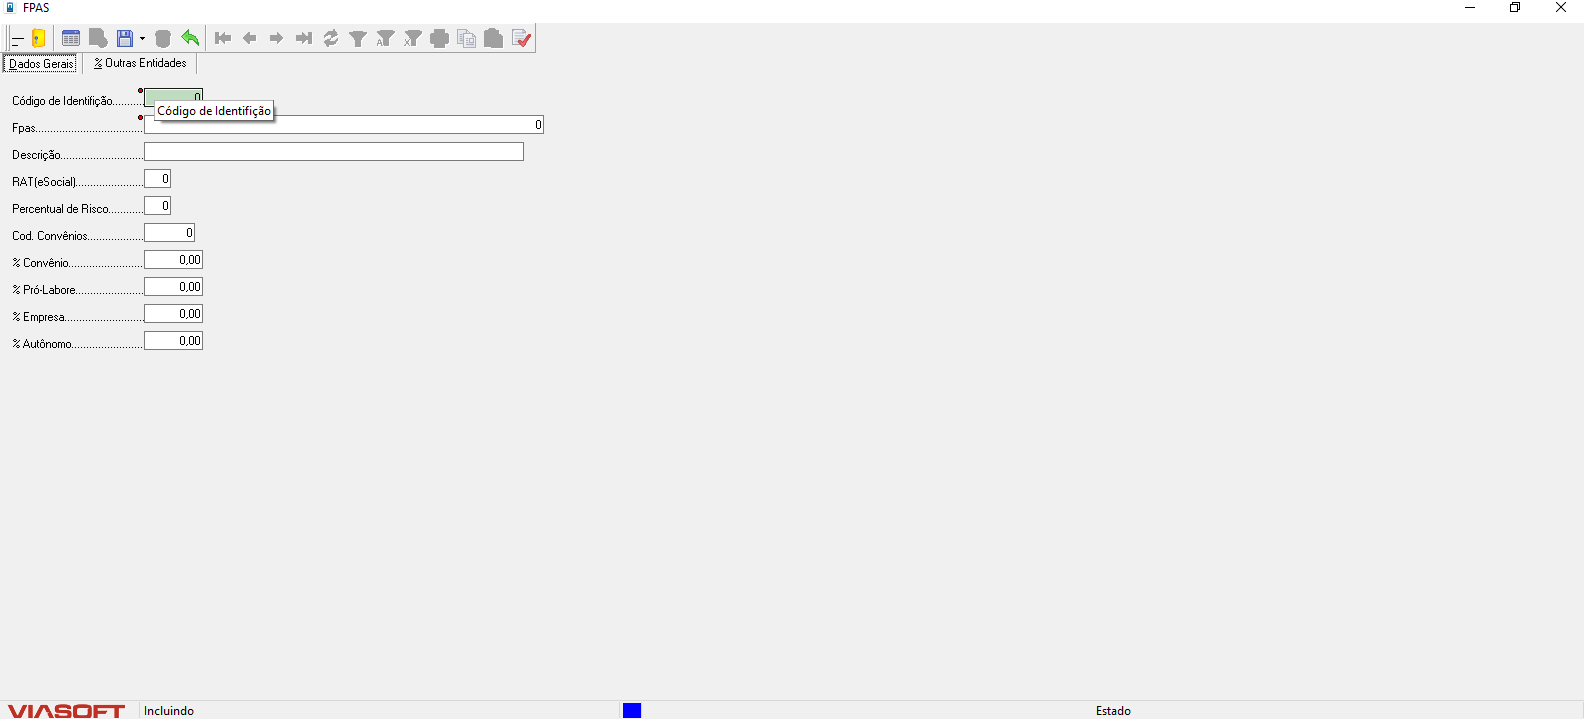 FPAS
Dados Gerais
% Outras Entidades
Código de Identifição.......... 0
Código de Identifição
Fpas.................................... 0
Descrição...........................
RAT(eSocial)...................... 0
Percentual de Risco........... 0
Cod. Convênios.................. 0
% Convênio......................... 0,00
% Pró-Labore...................... 0,00
% Empresa.......................... 0,00
% Autônomo........................ 0,00
VIASOFT
Incluindo
Estado